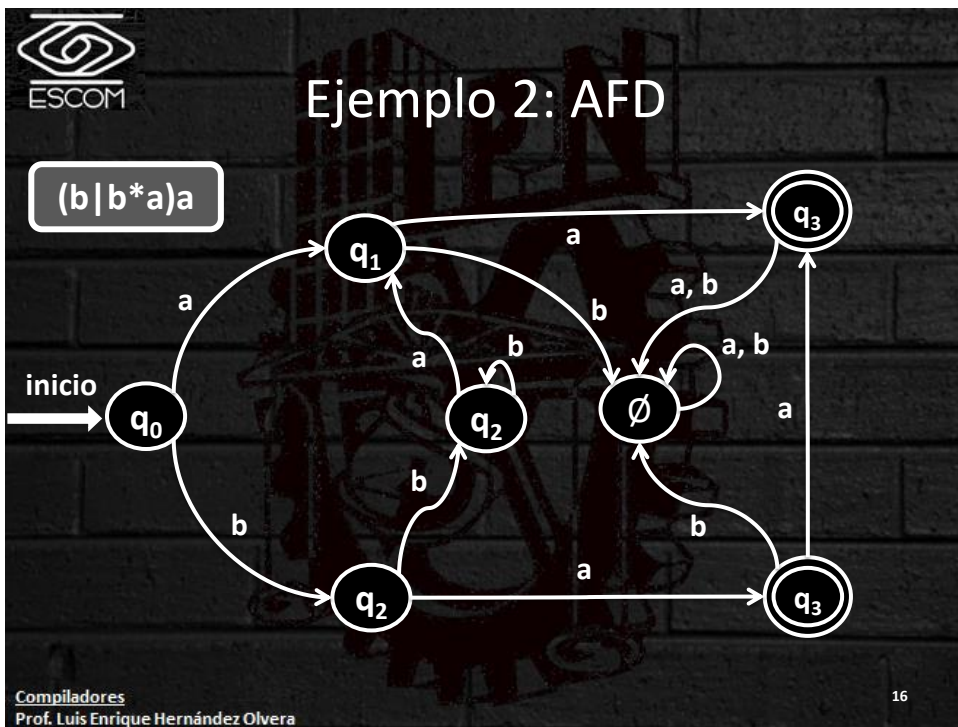 ESCOM
Ejemplo 2: AFD
(b|b*a)a
q₃
a
q₁
a, b
b
a
a, b
a
b
inicio
q₀
q₂
Ø
a
b
b
b
a
q₂
q₃
Compiladores
Prof. Luis Enrique Hernández Olvera
16